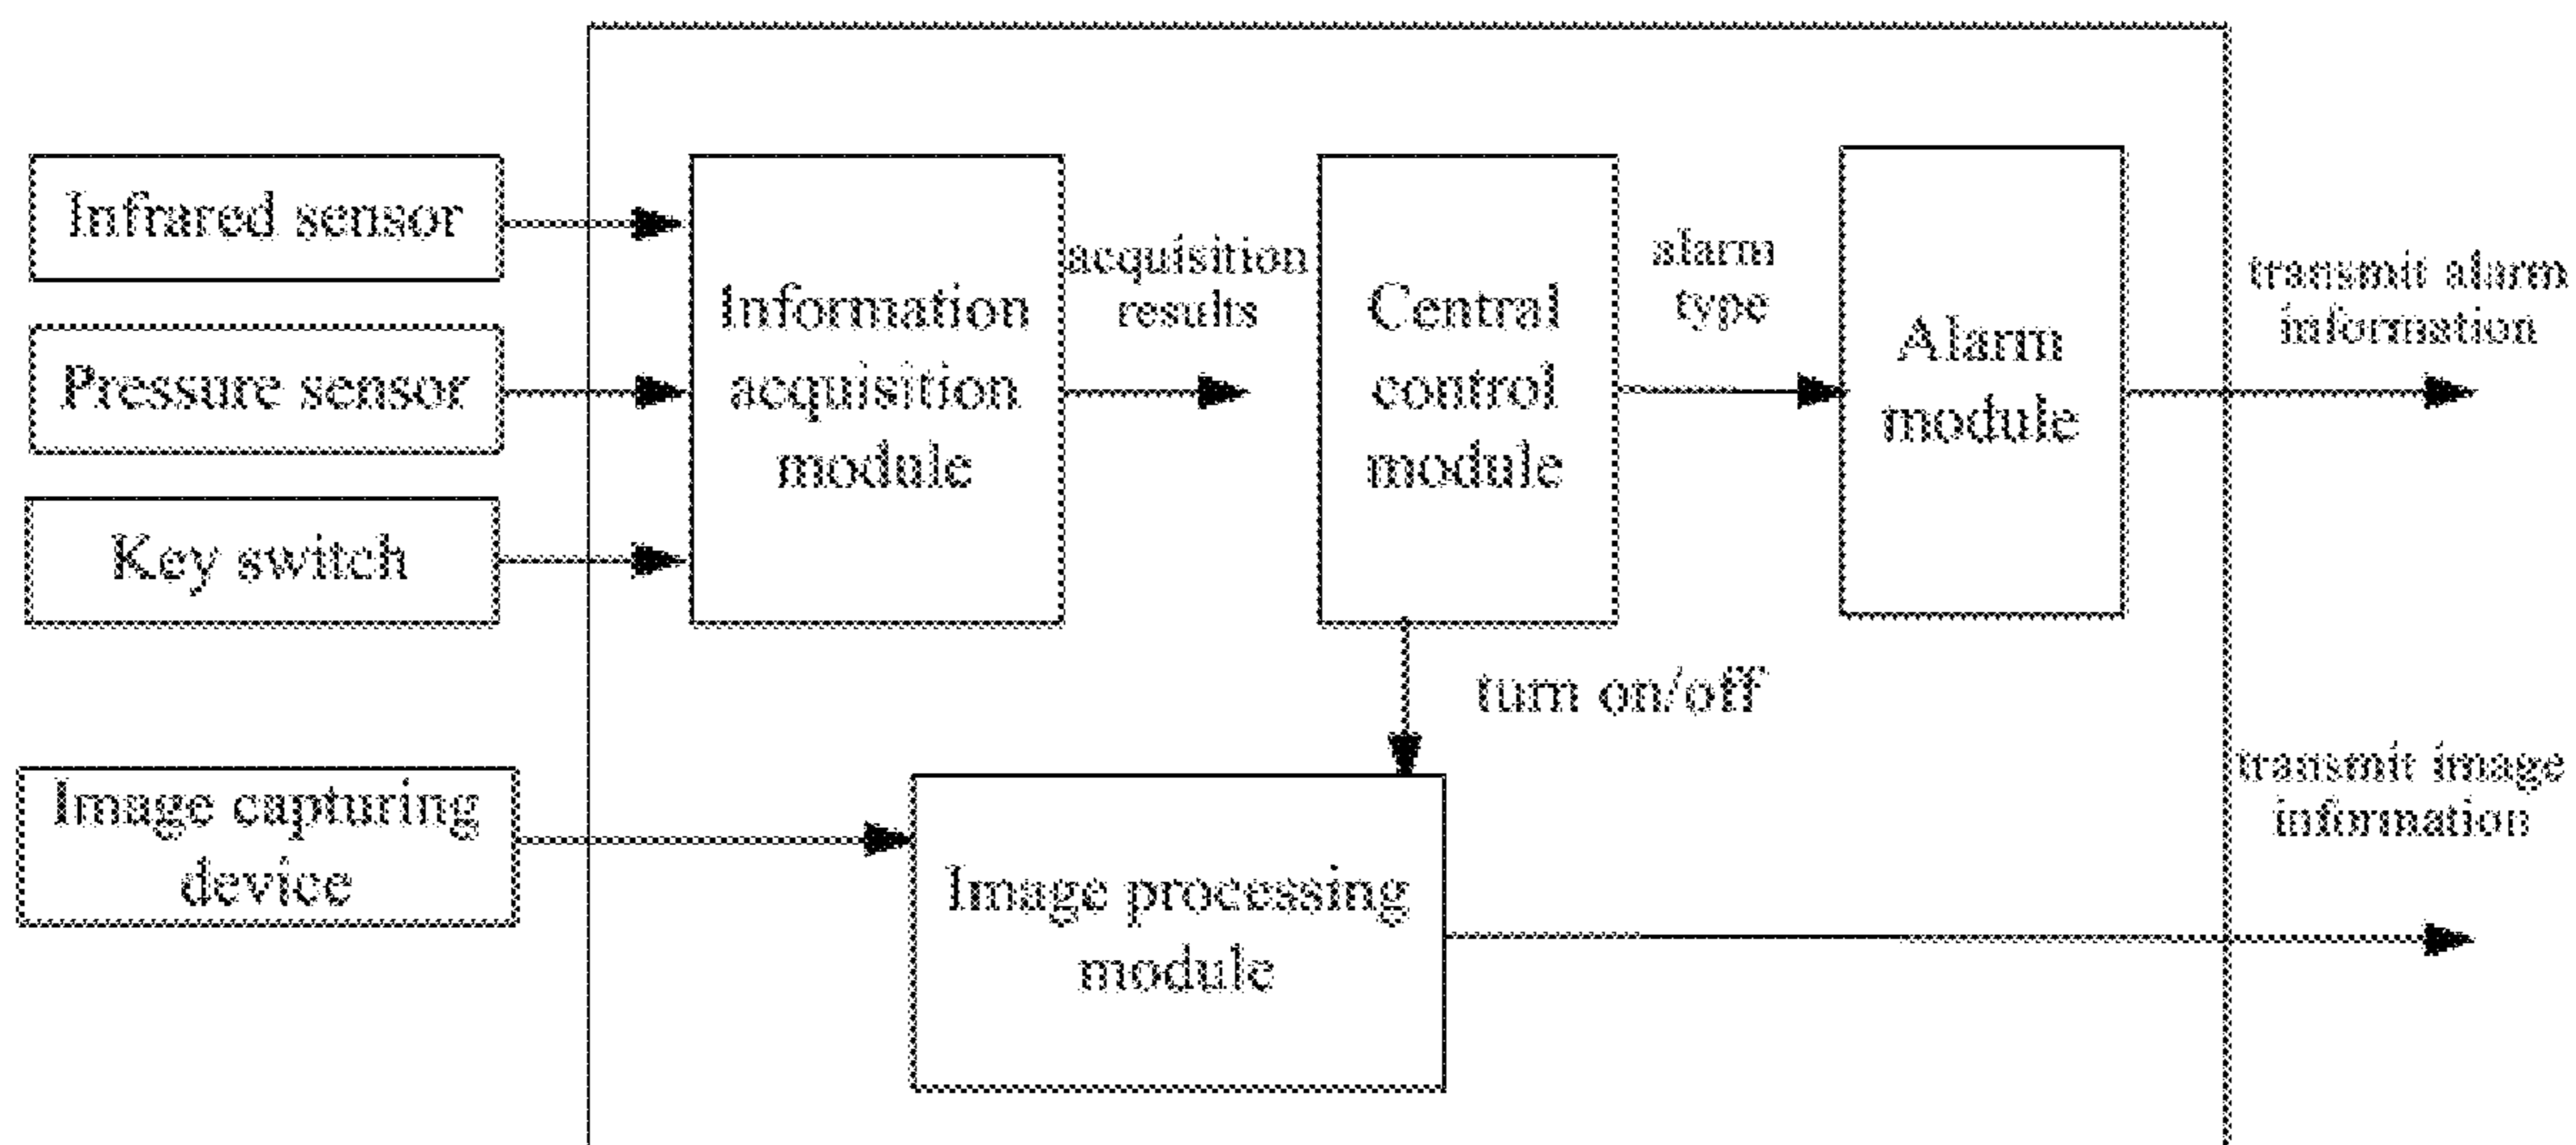 Infrared sensor
Pressure sensor
Key switch
Image capturing
device
Information
acquisition
module
acquisition
results
Central
control
module
alarm
type
Alarm
module
transmit alarm
information
turn on/off
Image processing
module
transmit image
information